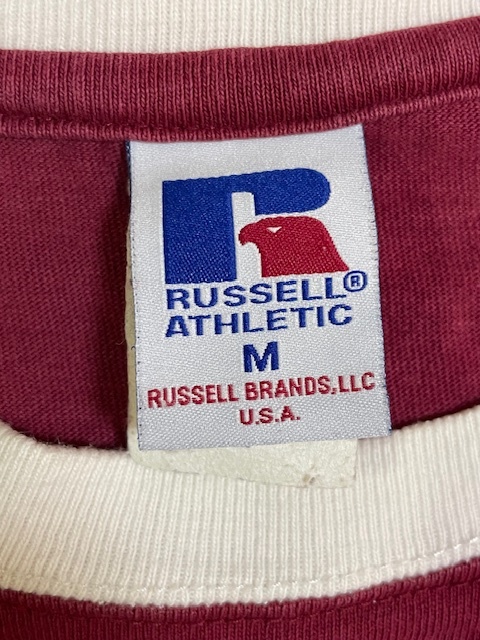 RUSSELL®
ATHLETIC
M
RUSSELL BRANDS,LLC
U.S.A.